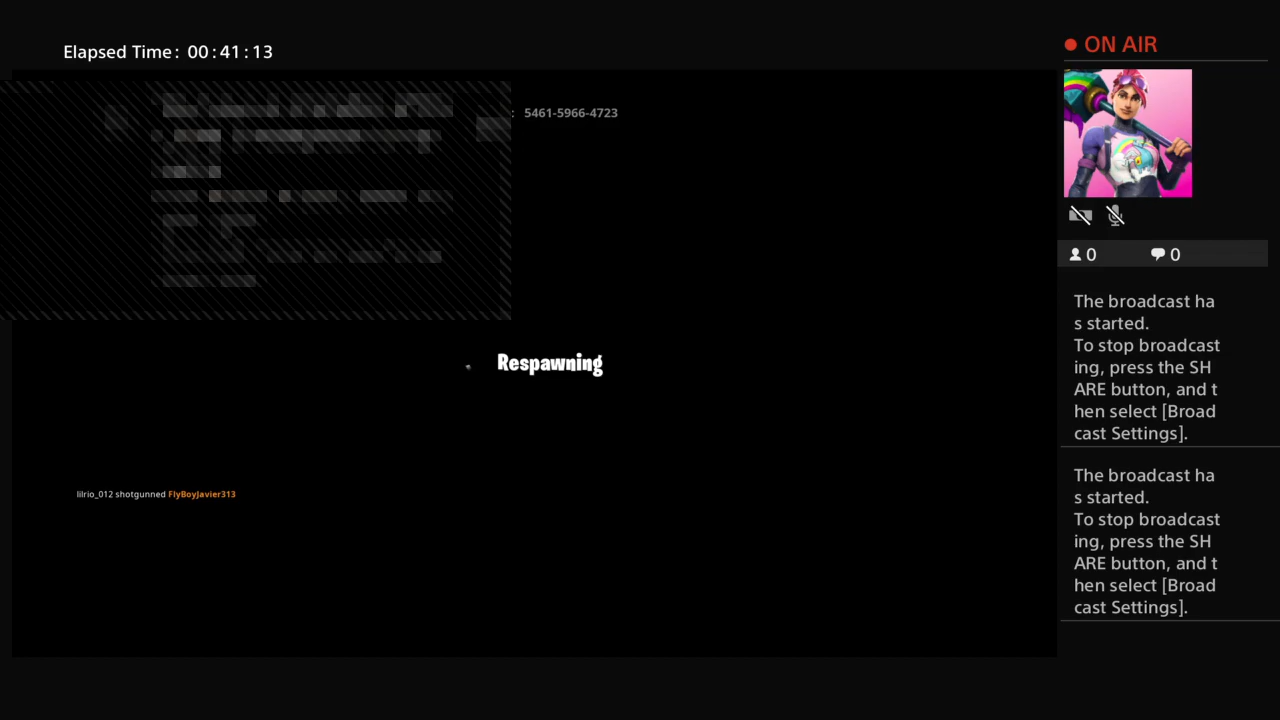 Elapsed Time: 00:41:13
ON AIR
: 5461-5966-4723
0 0
The broadcast ha
s started.
To stop broadcast
ing, press the SH
ARE button, and t
hen select [Broad
cast Settings].
Respawning
The broadcast ha
s started.
To stop broadcast
ing, press the SH
ARE button, and t
hen select [Broad
cast Settings].
lilrio_012 shotgunned FlyBoyJavier313